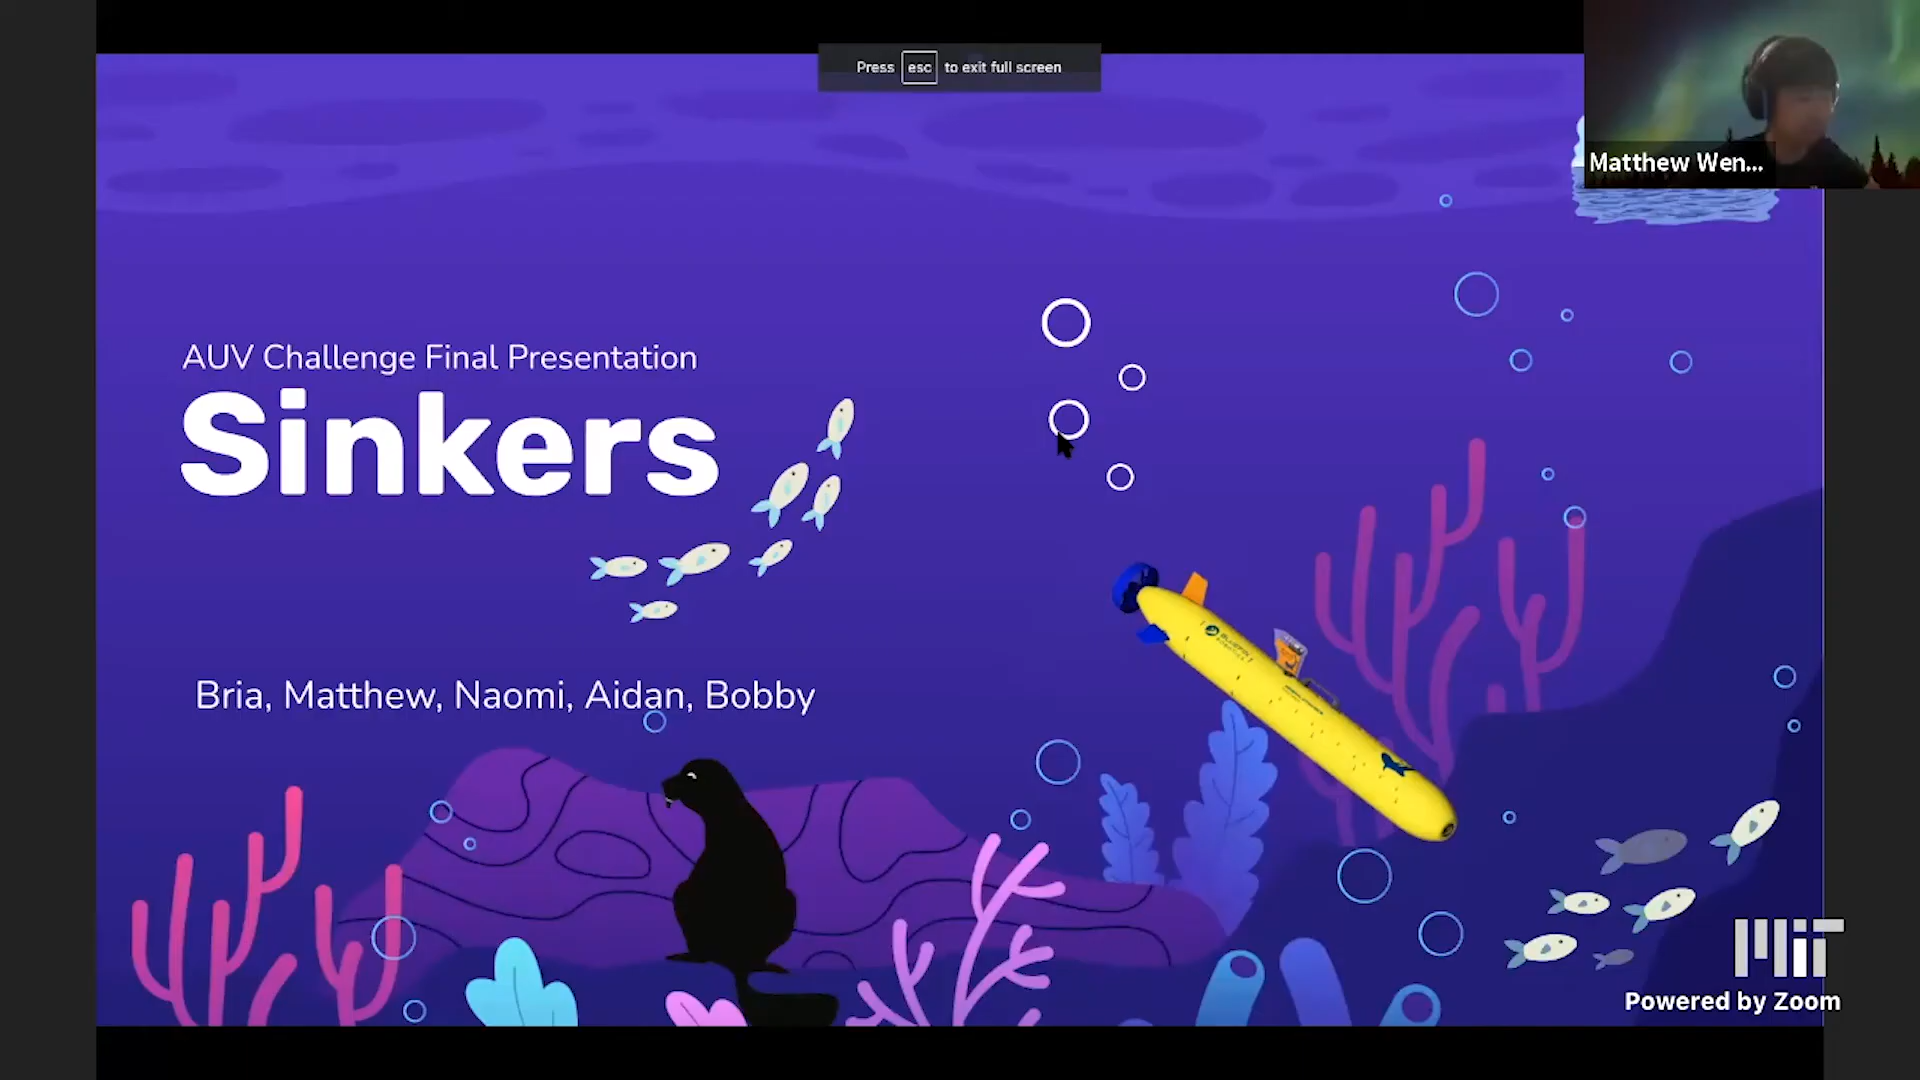 Press esc to exit full screen
Matthew Wen...
AUV Challenge Final Presentation
Sinkers
Bria, Matthew, Naomi, Aidan, Bobby
MIT
Powered by Zoom